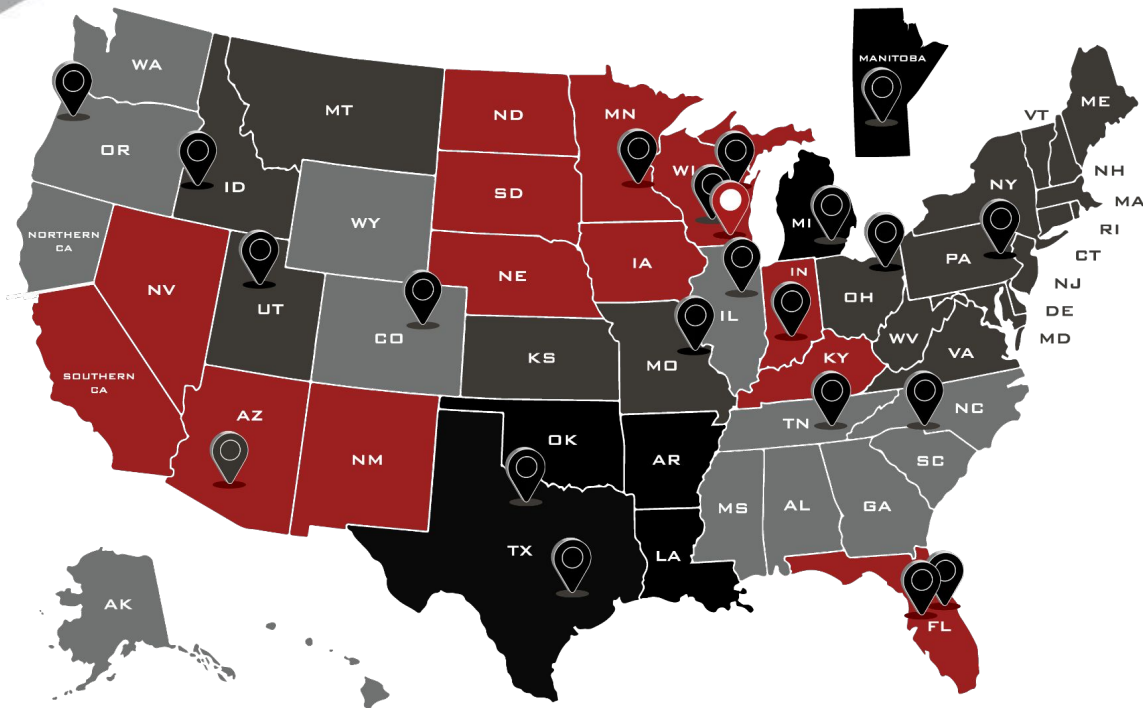 WA
MANITOBA
MT
ND
MN
ME
VT
OR
ID
SD
WI
NY
NH
MA
WY
MI
RI
NORTHERN
CA
NV
NE
IA
IN
PA
CT
NJ
UT
CO
IL
OH
DE
KS
MO
KY
WV
VA
MD
SOUTHERN
CA
AZ
NM
OK
AR
TN
NC
SC
MS
AL
GA
TX
LA
AK
FL